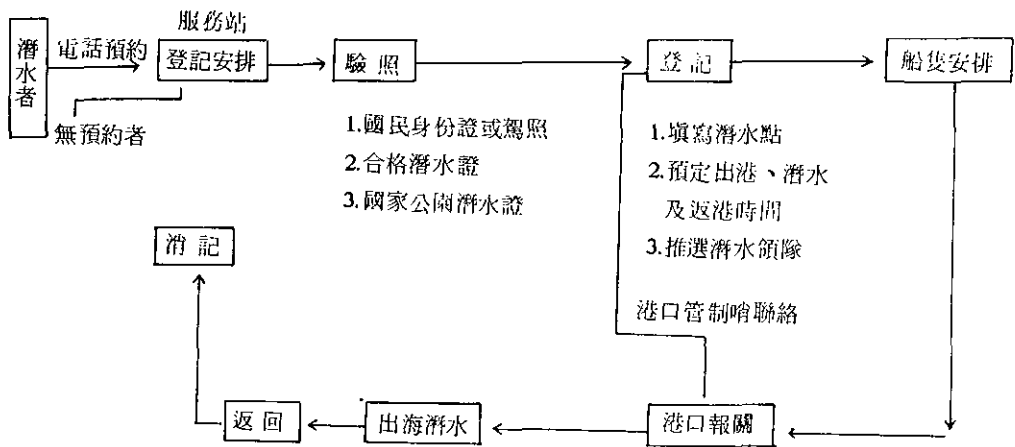 潛水者
電話預約
無預約者
服務站
登記安排
驗照
1.國民身份證或駕照
2.合格潛水證
3.國家公園潛水證
登記
1.填寫潛水點
2.預定出港、潛水
及返港時間
3.推選潛水領隊
船隻安排
港口管制哨聯絡
港口報關
出海潛水
返回
消記